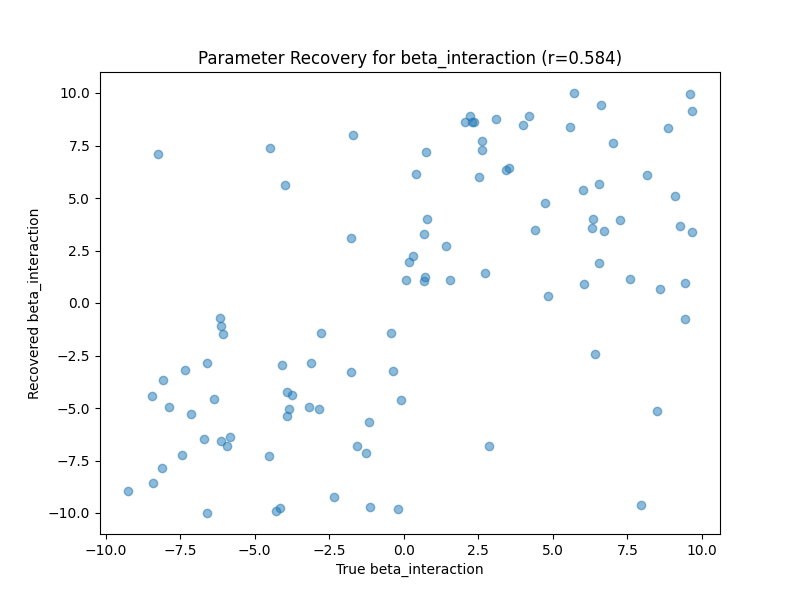 Parameter Recovery for beta_interaction (r=0.584)
Recovered beta_interaction
10.0
7.5
5.0
2.5
0.0
−2.5
−5.0
−7.5
−10.0
−10.0 −7.5 −5.0 −2.5 0.0 2.5 5.0 7.5 10.0
True beta_interaction